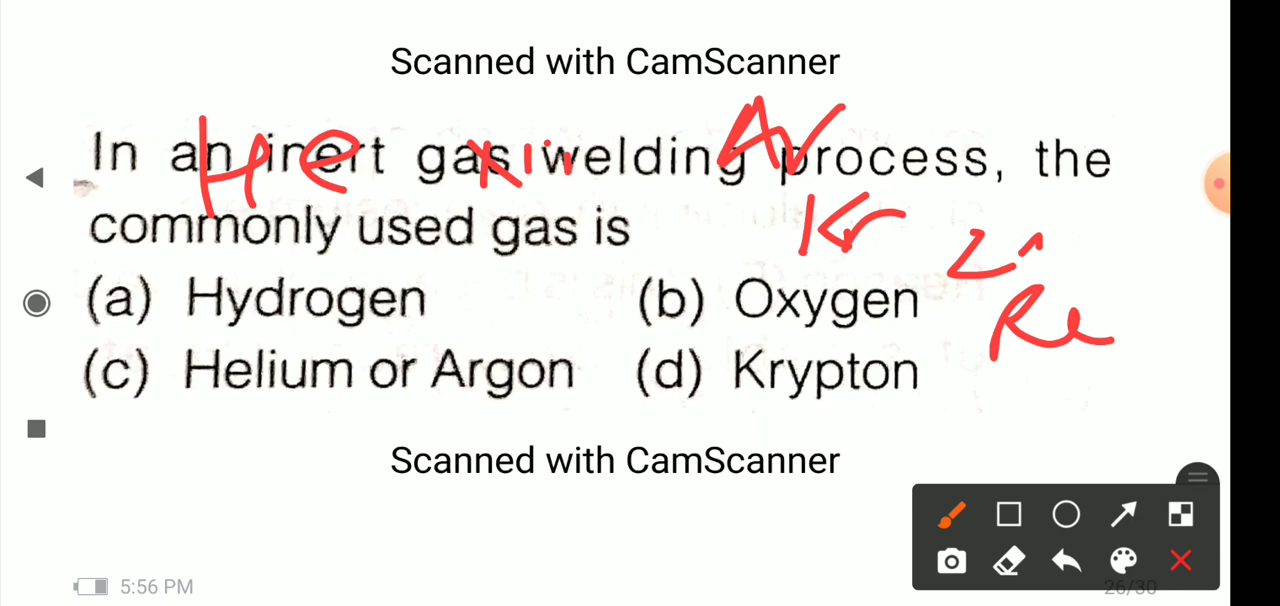 Scanned with CamScanner
In an inert gas welding process, the
commonly used gas is
(a) Hydrogen (b) Oxygen
(c) Helium or Argon (d) Krypton
Scanned with CamScanner
He
Ar
Kr
5:56 PM
26/30